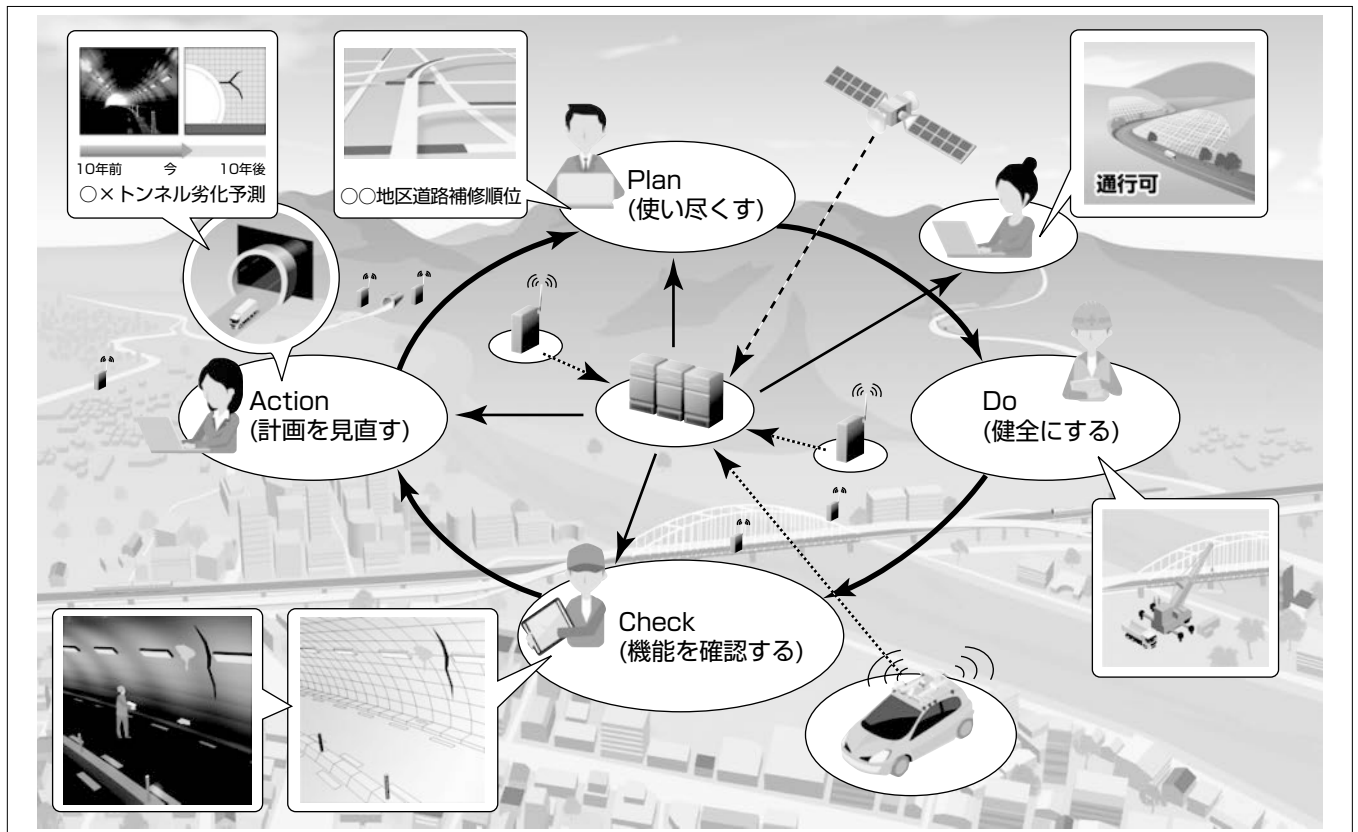 10年前 今 10年後
○×トンネル劣化予測
○○地区道路補修順位
Plan
(使い尽くす)
通行可
Action
(計画を見直す)
Do
(健全にする)
Check
(機能を確認する)